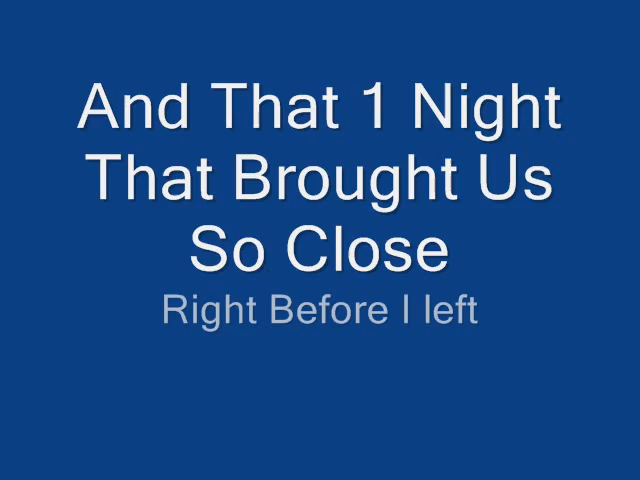 And That 1 Night
That Brought Us
So Close
Right Before I left